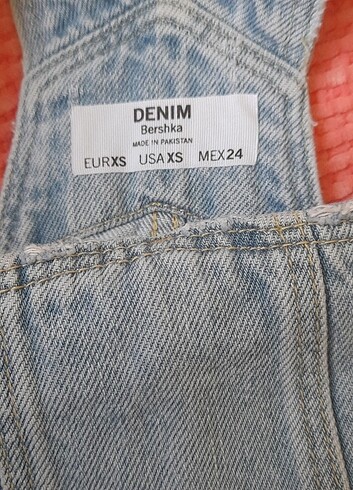 DENIM
Bershka
MADE IN PAKISTAN
EUR XS USA XS MEX 24